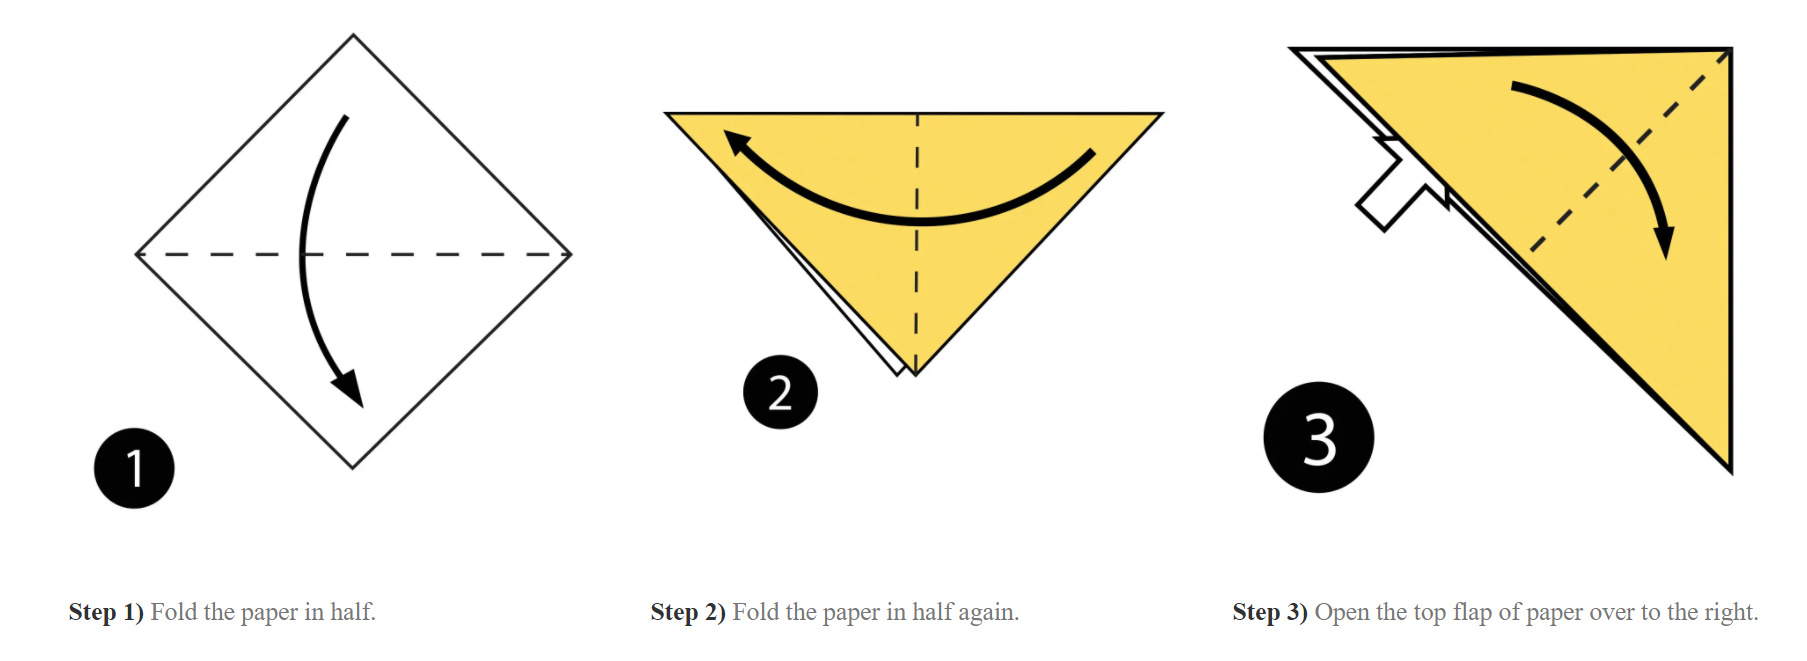 1
2
3
Step 1) Fold the paper in half.
Step 2) Fold the paper in half again.
Step 3) Open the top flap of paper over to the right.